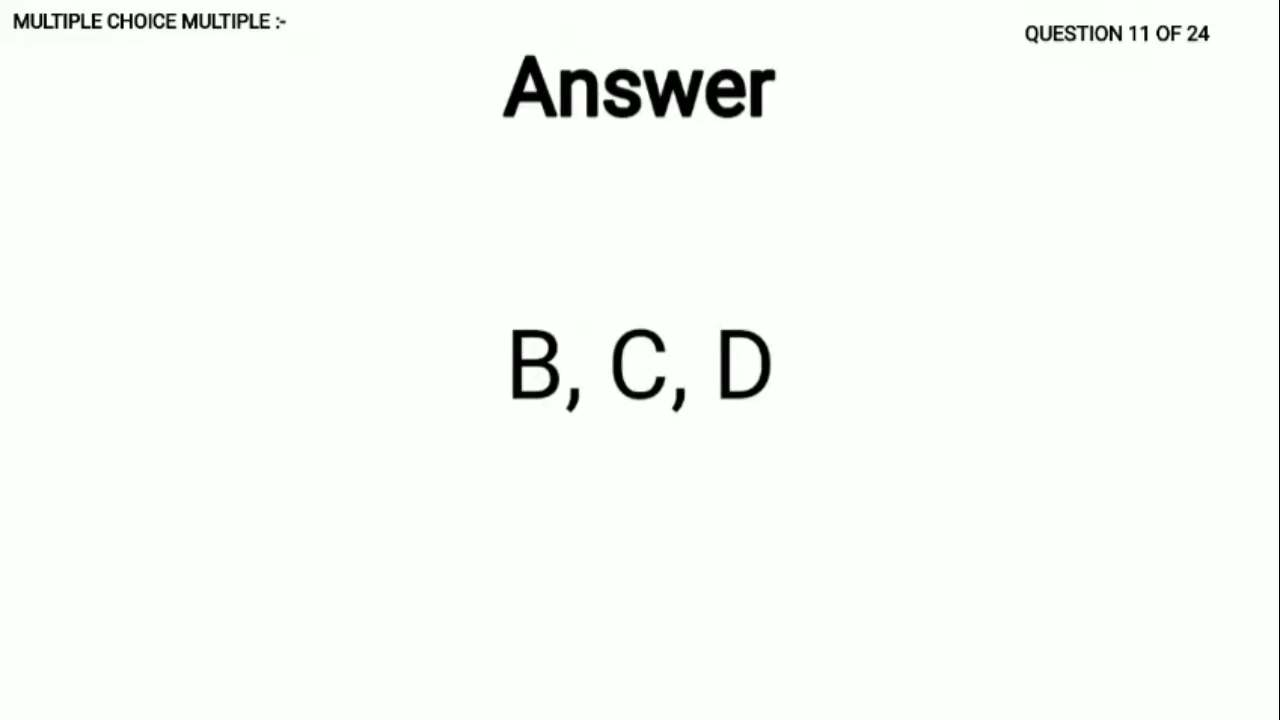 MULTIPLE CHOICE MULTIPLE :-
QUESTION 11 OF 24
Answer
B, C, D